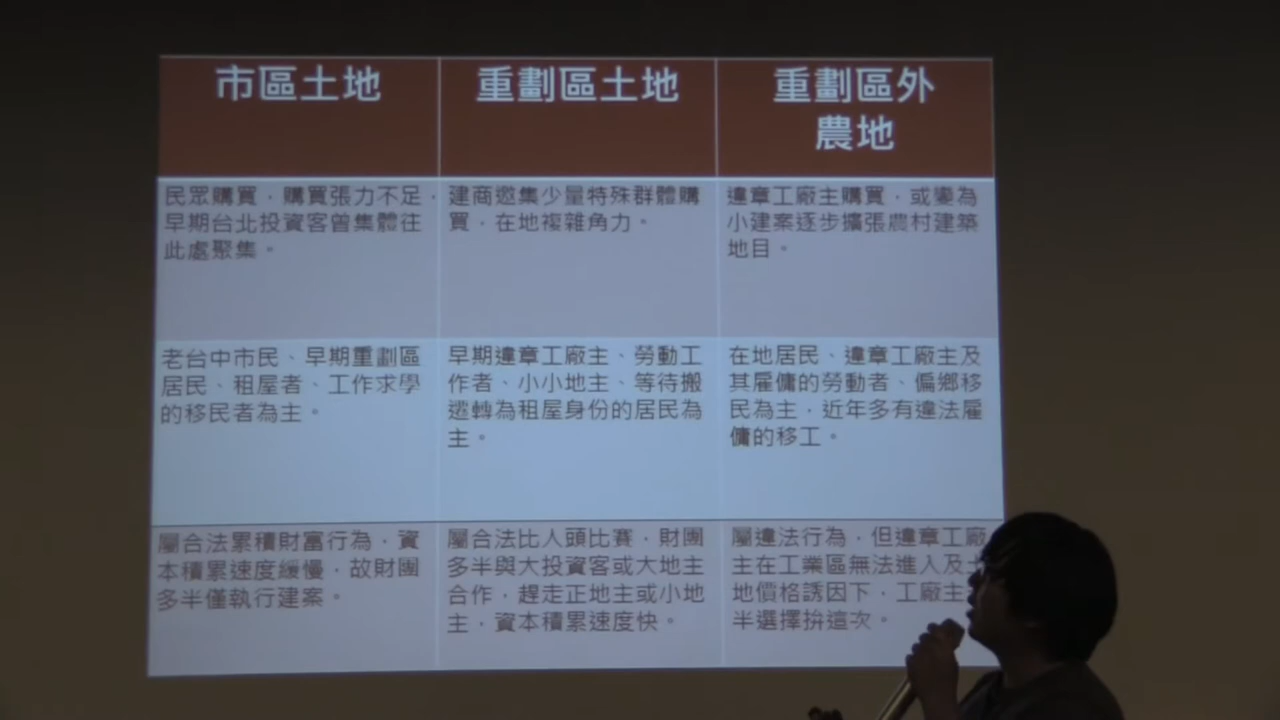 市區土地
重劃區土地
重劃區外
農地
民眾購買，購買張力不足，
早期台北投資客曾集體往
此處聚集。
建商邀集少量特殊群體購
買，在地複雜角力。
違章工廠主購買，或變為
小建案逐步擴張農村建築
地目。
老台中市民、早期重劃區
居民、租屋者、工作求學
的移民者為主。
早期違章工廠主、勞動工
作者、小小地主、等待搬
遷轉為租屋身份的居民為
主。
在地居民、違章工廠主及
其雇傭的勞動者、偏鄉移
民為主，近年多有違法雇
傭的移工。
屬合法累積財富行為，資
本積累速度緩慢，故財團
多半僅執行建案。
屬合法比人頭比賽，財團
多半與大投資客或大地主
合作，趕走正地主或小地
主，資本積累速度快。
屬違法行為，但違章工廠
主在工業區無法進入及土
地價格誘因下，工廠主
半選擇拚這次。